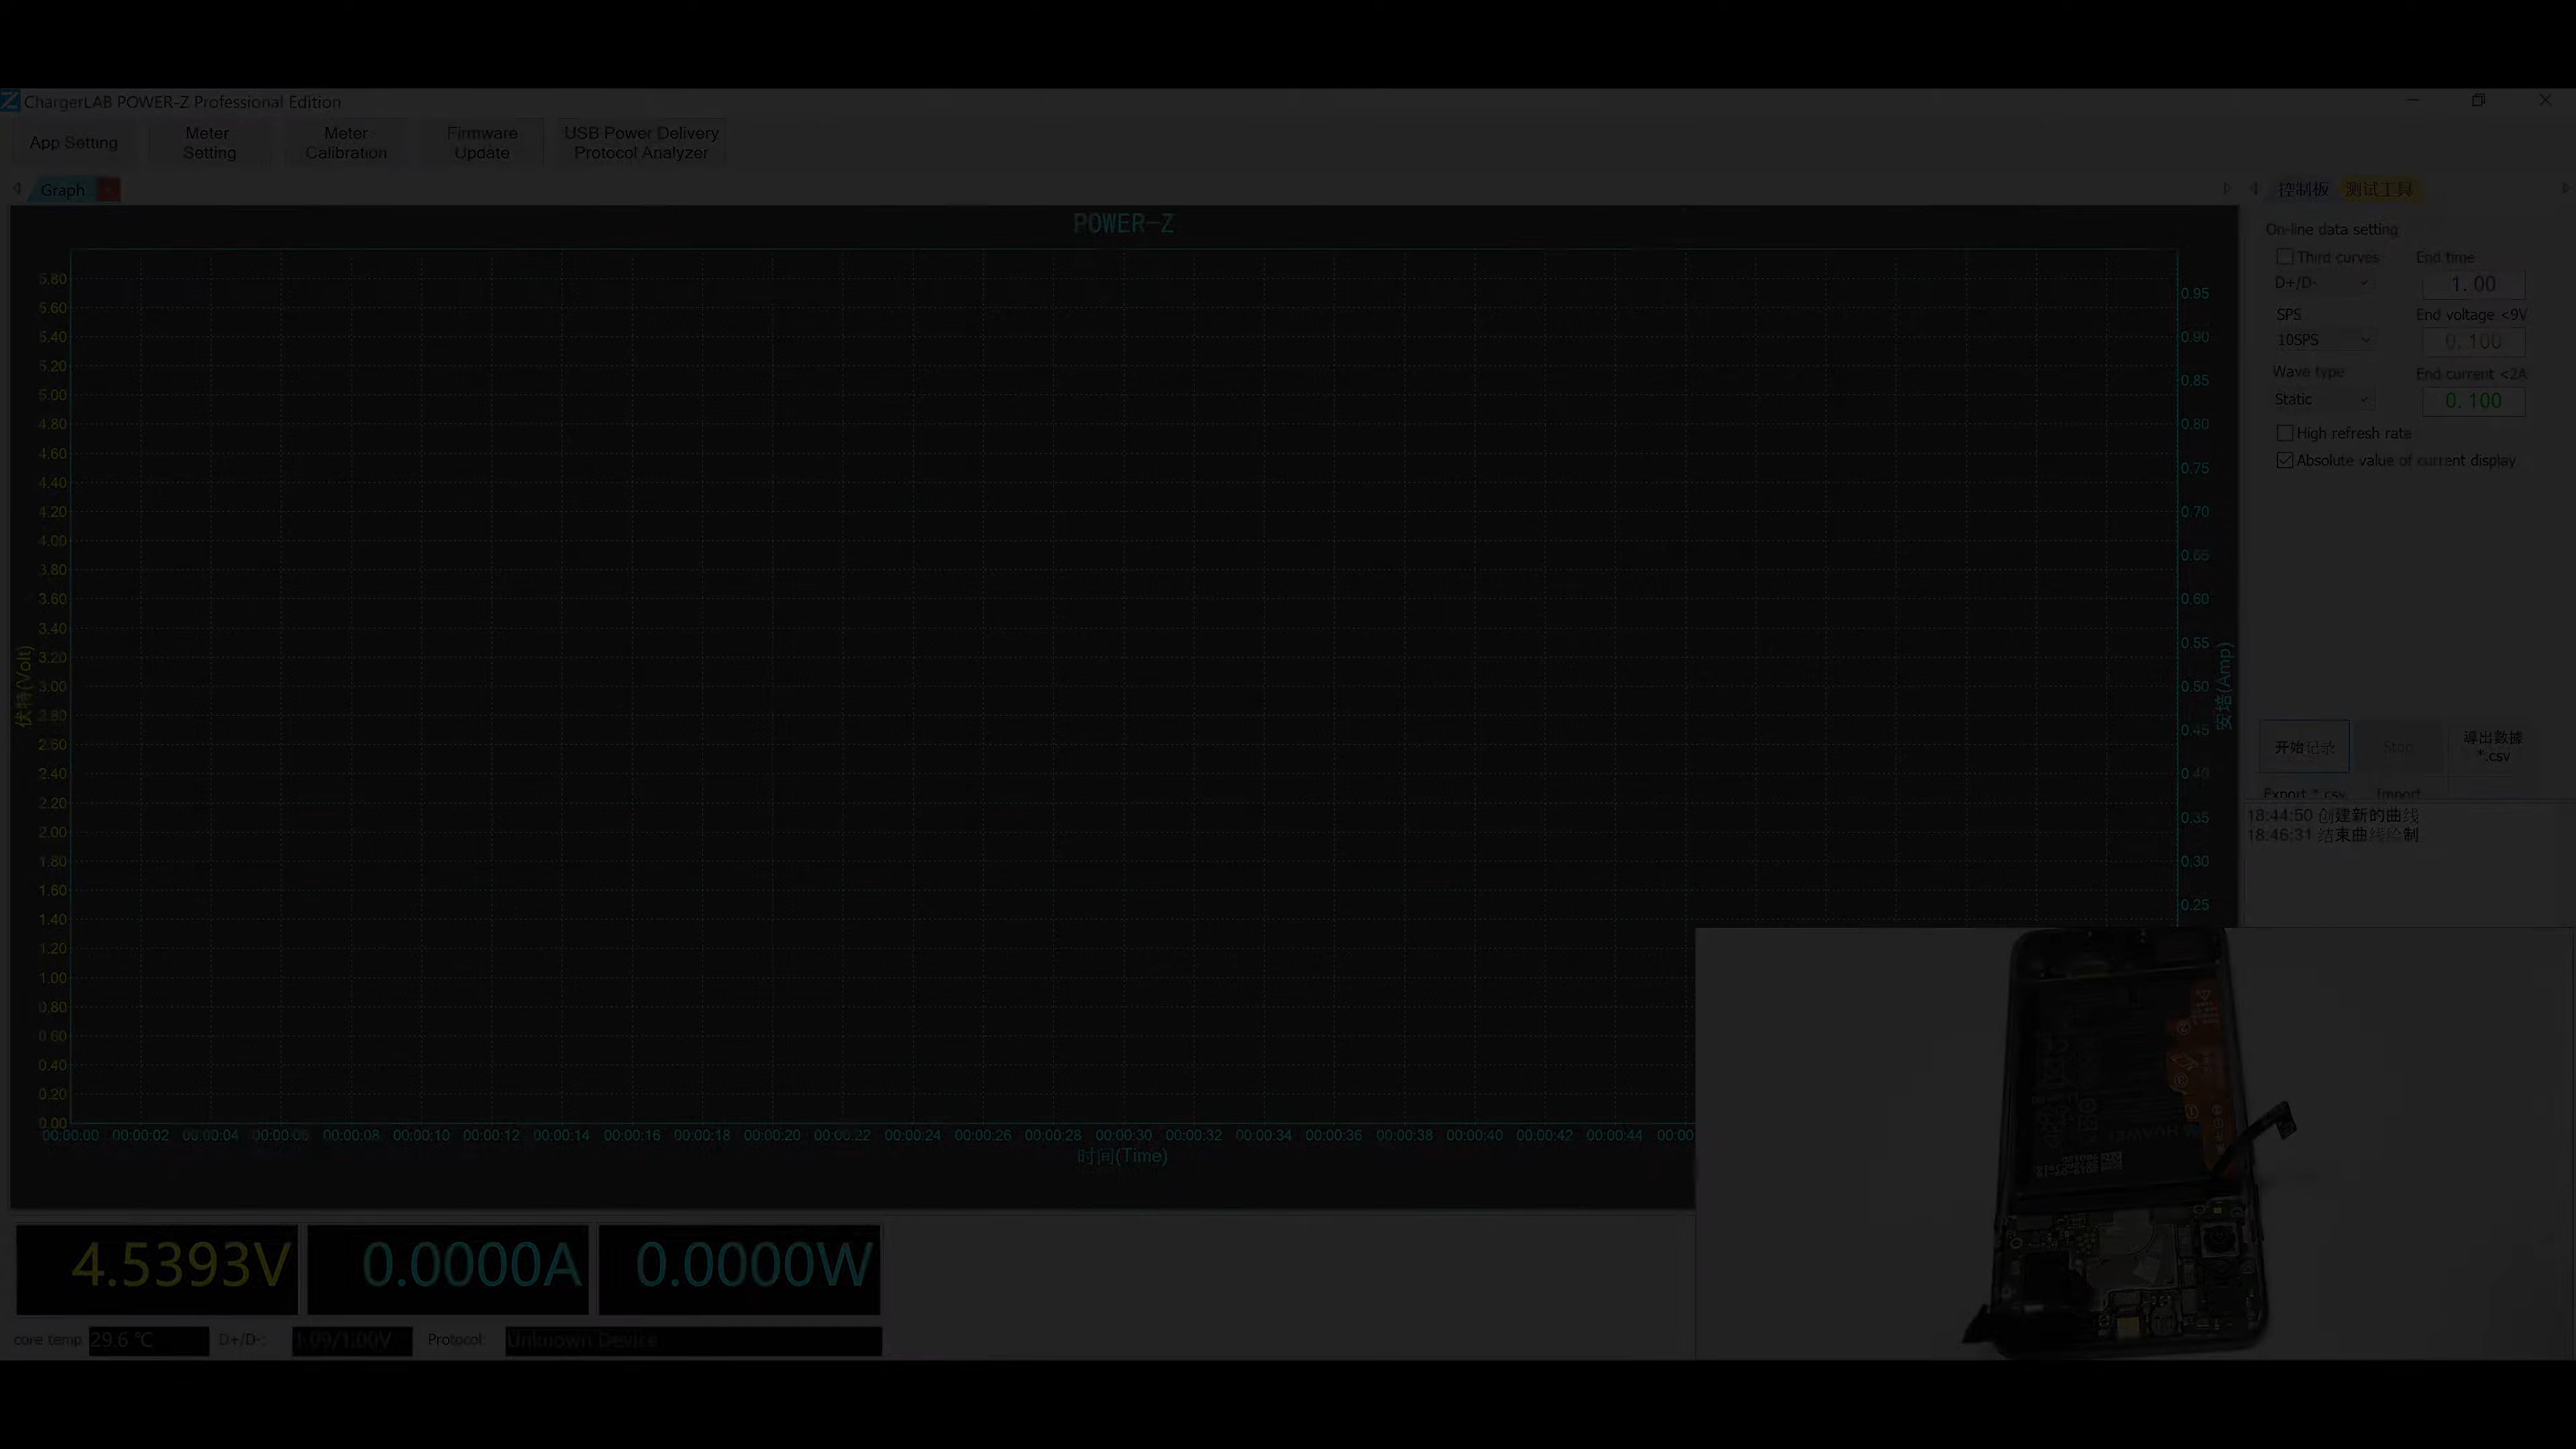 ChargerLAB POWER-Z Professional Edition
App Setting
Meter Setting
Meter Calibration
Firmware Update
USB Power Delivery Protocol Analyzer
Graph
控制板 测试工具
POWER-Z
On-line data setting
Third curves
End time
D+/D-
1.00
SPS
End voltage <9V
10SPS
0.100
Wave type
End current <2A
Static
0.100
High refresh rate
Absolute value of current display
5.80
5.60
5.40
5.20
5.00
4.80
4.60
4.40
4.20
4.00
3.80
3.60
3.40
3.20
3.00
2.80
2.60
2.40
2.20
2.00
1.80
1.60
1.40
1.20
1.00
0.80
0.60
0.40
0.20
0.00
伏特(Volt)
0.95
0.90
0.85
0.80
0.75
0.70
0.65
0.60
0.55
0.50
0.45
0.40
0.35
0.30
0.25
安培(Amp)
00:00:00 00:00:02 00:00:04 00:00:06 00:00:08 00:00:10 00:00:12 00:00:14 00:00:16 00:00:18 00:00:20 00:00:22 00:00:24 00:00:26 00:00:28 00:00:30 00:00:32 00:00:34 00:00:36 00:00:38 00:00:40 00:00:42 00:00:44 00:00
时间(Time)
开始记录
Stop
導出數據 *.csv
Export *.csv
Import
18:44:50 创建新的曲线
18:46:31 结束曲线绘制
HUAWEI
4.5393V
0.0000A
0.0000W
core temp 29.6 ℃
D+/D-: 1.09/1.00V
Protocol: Unknown Device